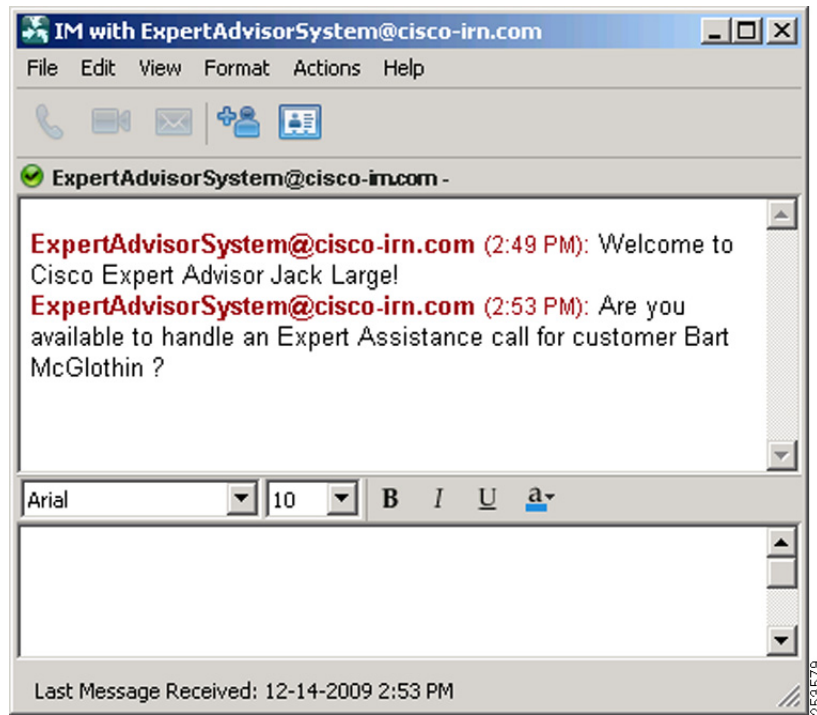 IM with ExpertAdvisorSystem@cisco-irn.com
File Edit View Format Actions Help
ExpertAdvisorSystem@cisco-irn.com -
ExpertAdvisorSystem@cisco-irn.com (2:49 PM): Welcome to
Cisco Expert Advisor Jack Large!
ExpertAdvisorSystem@cisco-irn.com (2:53 PM): Are you
available to handle an Expert Assistance call for customer Bart
McGlothin ?
Arial 10 B I U a
Last Message Received: 12-14-2009 2:53 PM
253579